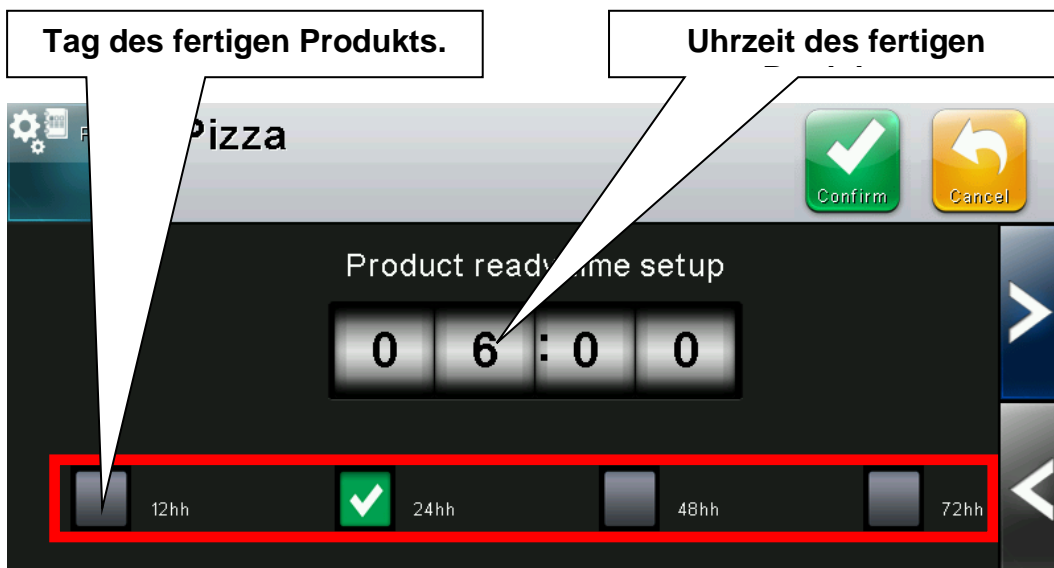 Tag des fertigen Produkts.
Uhrzeit des fertigen
Pizza
Confirm
Cancel
Product ready time setup
0 6 : 0 0
12hh
24hh
48hh
72hh